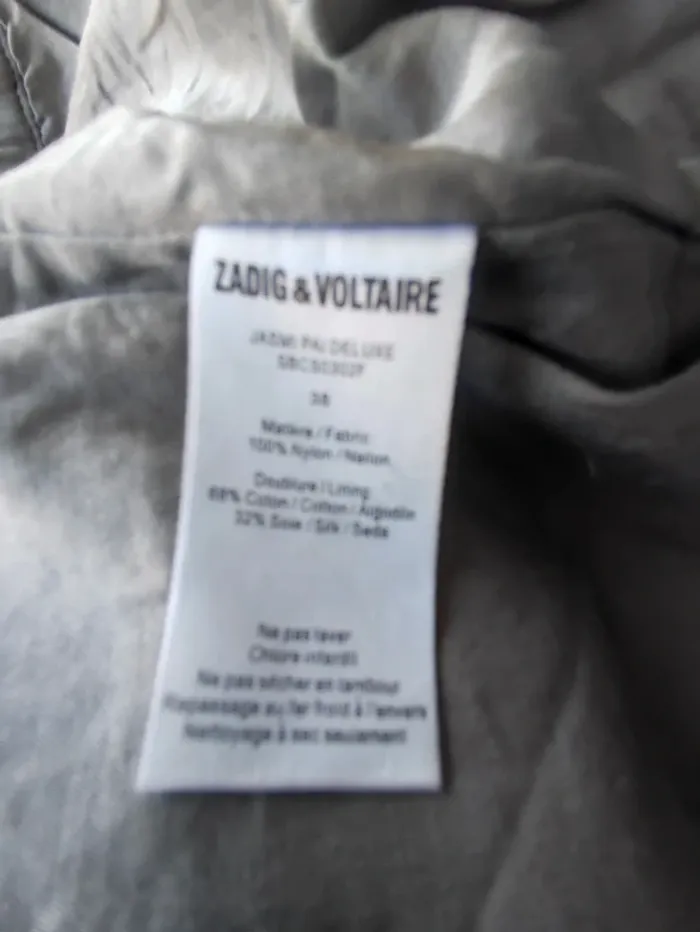 ZADIG & VOLTAIRE
DELUXE
38
Matière / Fabric
100% Nylon / Nailon
Doublure / Lining
68% Coton / Cotton / Algodón
32% Soie / Silk / Seda
Ne pas laver
Chlore interdit
Ne pas sécher en tambour
Repassage au fer froid à l'envers
Nettoyage à sec seulement